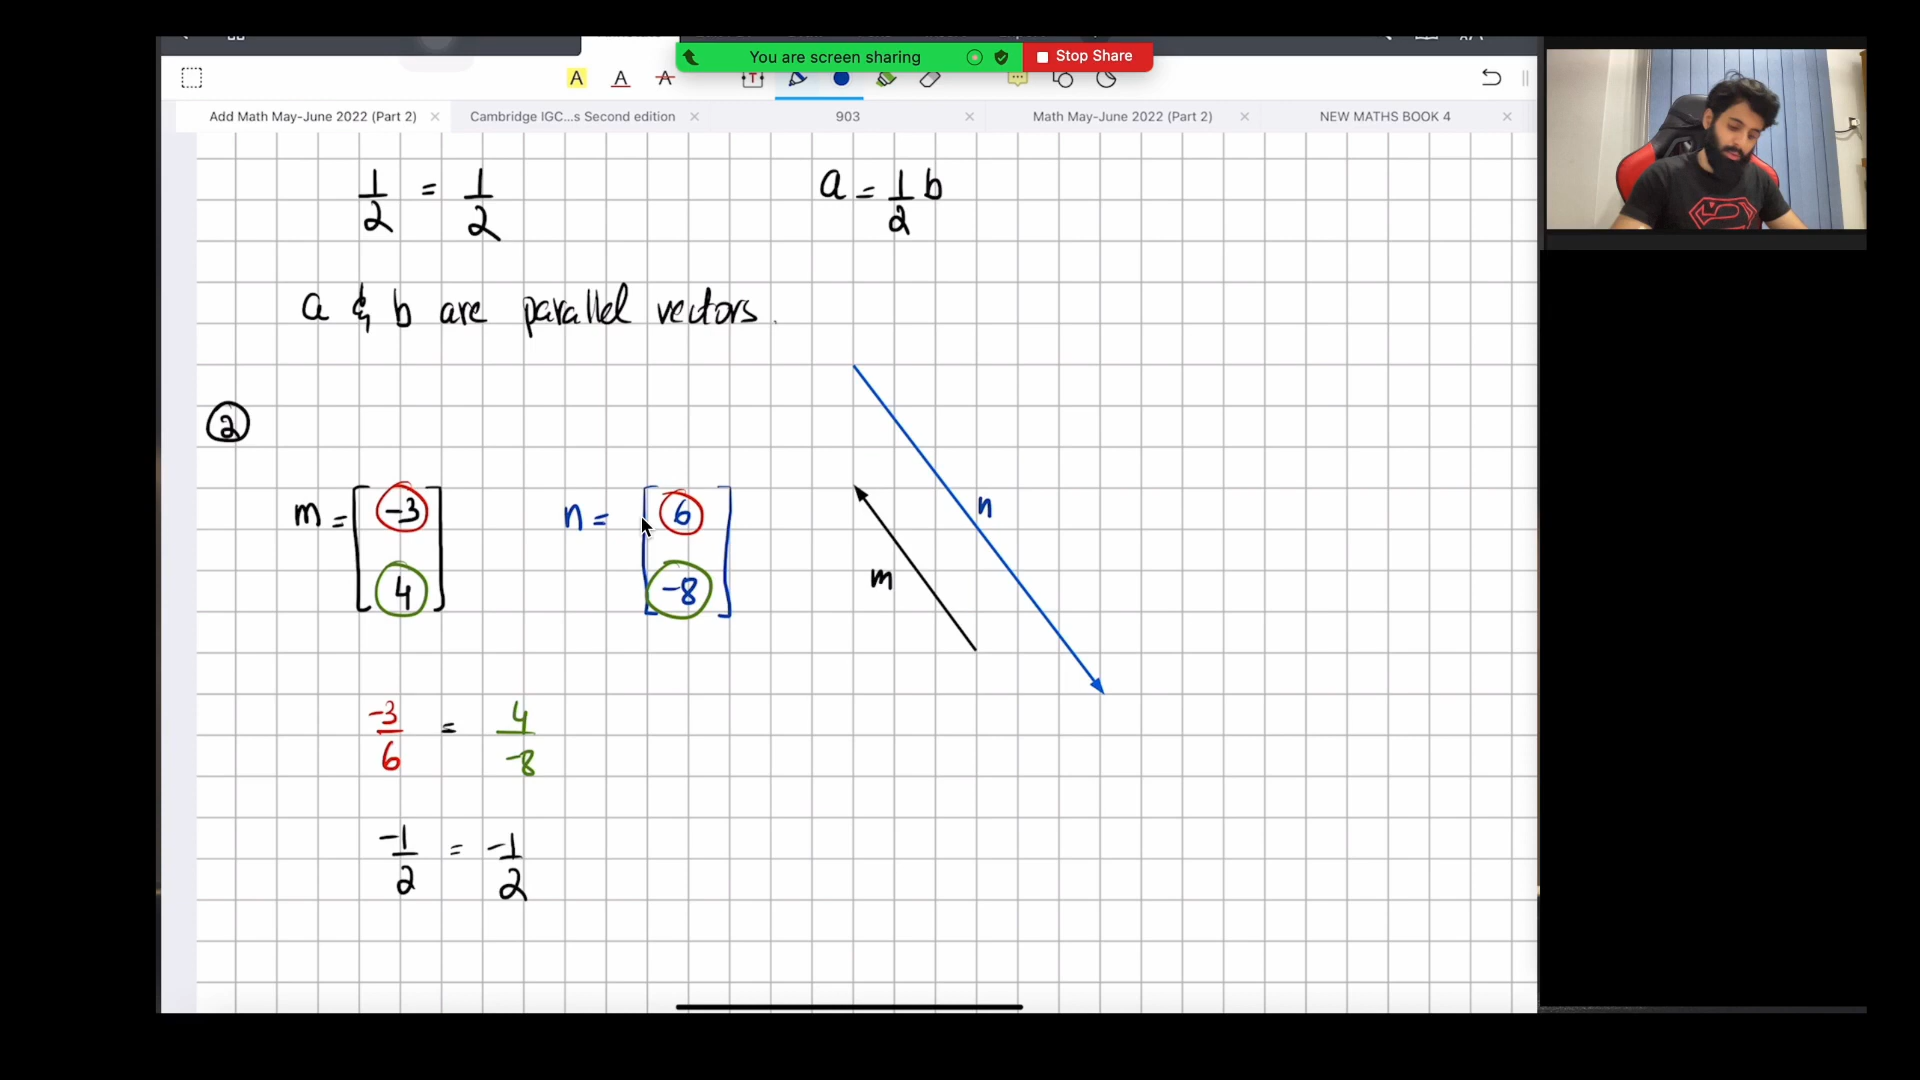 You are screen sharing
Stop Share
A A A T
Add Math May-June 2022 (Part 2) × Cambridge IGC...s Second edition × 903 × Math May-June 2022 (Part 2) × NEW MATHS BOOK 4 ×
1/2 = 1/2
a = 1/2 b
a & b are parallel vectors.
2
m = [-3 4]
n = [6 -8]
n
m
-3/6 = 4/-8
-1/2 = -1/2